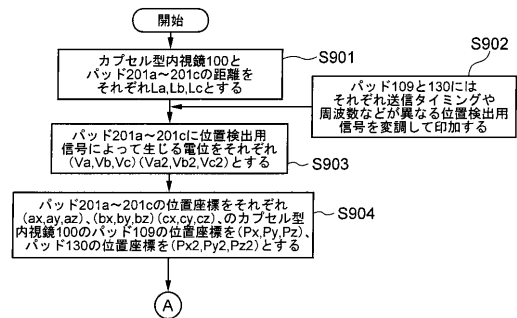 開始
S901
カプセル型内視鏡100と
パッド201a～201cの距離を
それぞれLa,Lb,Lcとする
S902
パッド109と130には
それぞれ送信タイミングや
周波数などが異なる位置検出用
信号を変調して印加する
パッド201a～201cに位置検出用
信号によって生じる電位をそれぞれ
(Va,Vb,Vc)(Va2,Vb2,Vc2)とする
S903
S904
パッド201a～201cの位置座標をそれぞれ
(ax,ay,az)、(bx,by,bz)(cx,cy,cz)、のカプセル型
内視鏡100のパッド109の位置座標を(Px,Py,Pz)、
パッド130の位置座標を(Px2,Py2,Pz2)とする
A